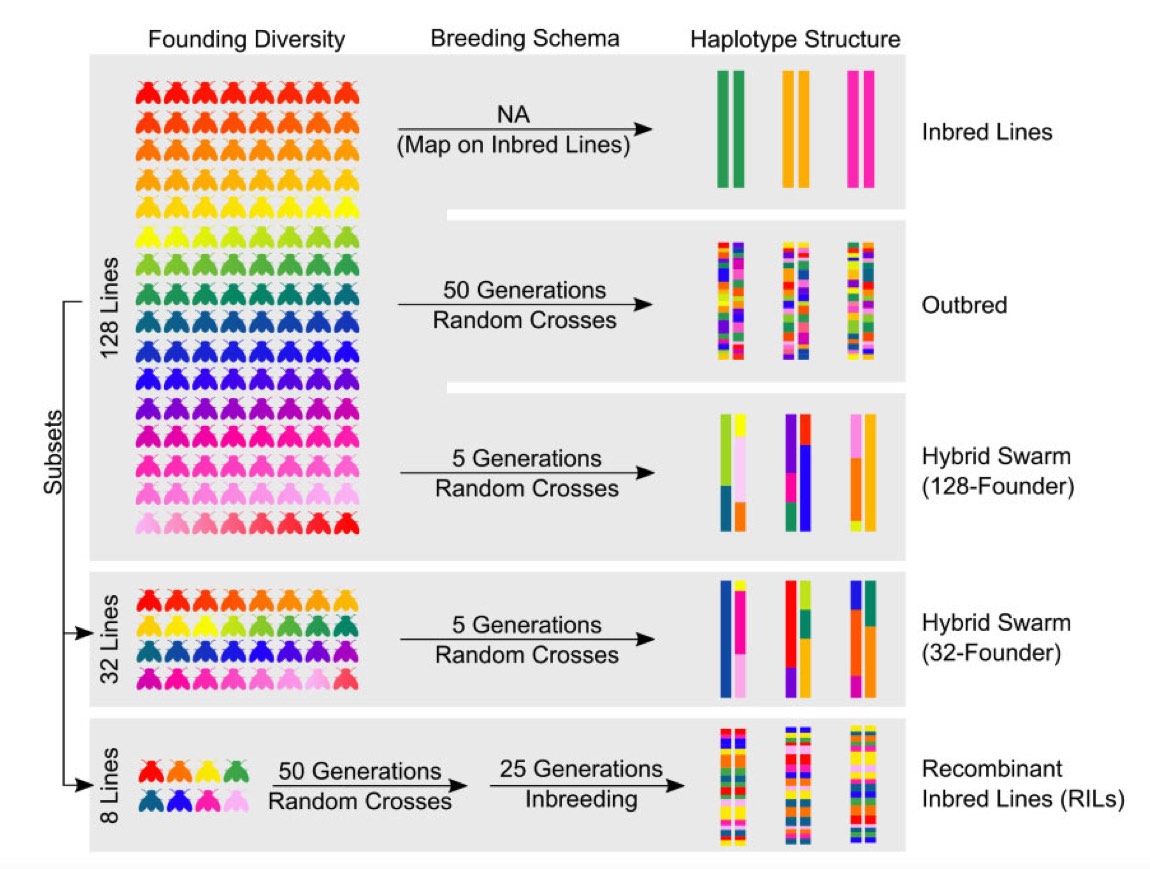 Founding Diversity
Breeding Schema
Haplotype Structure
128 Lines
NA
(Map on Inbred Lines)
Inbred Lines
50 Generations
Random Crosses
Outbred
5 Generations
Random Crosses
Hybrid Swarm
(128-Founder)
Subsets
32 Lines
5 Generations
Random Crosses
Hybrid Swarm
(32-Founder)
8 Lines
50 Generations
Random Crosses
25 Generations
Inbreeding
Recombinant
Inbred Lines (RILs)